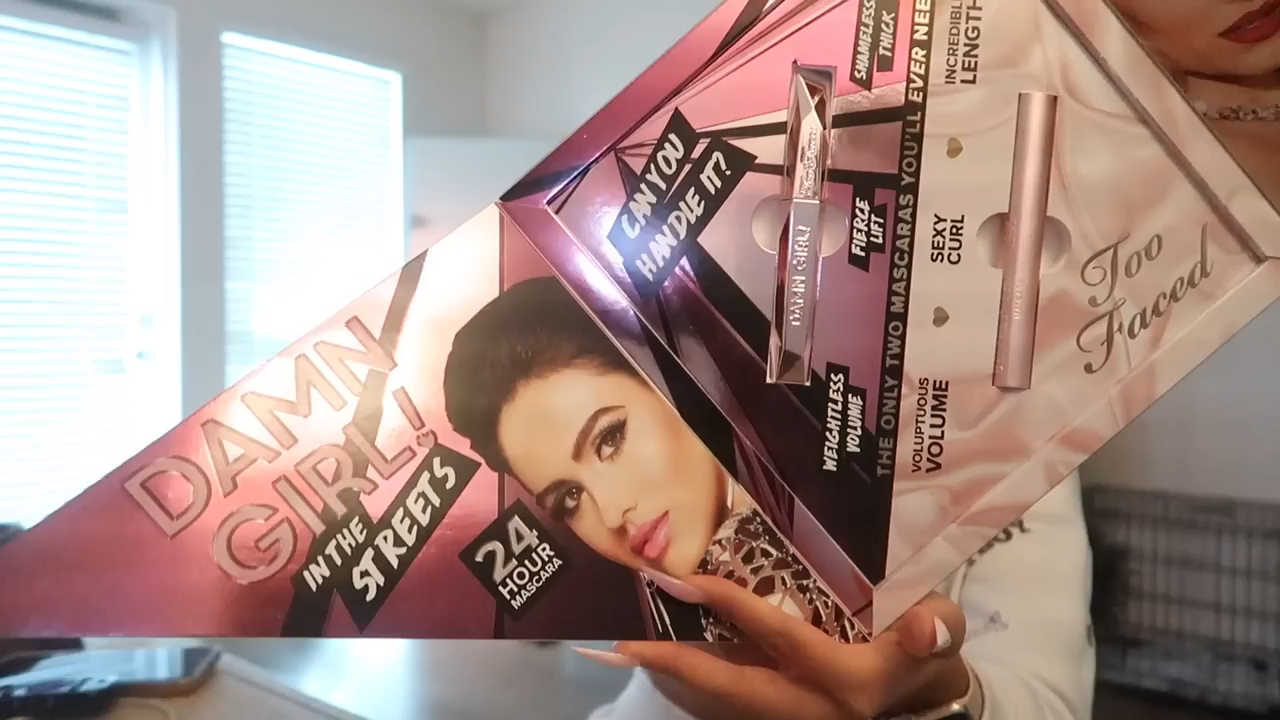 DAMN
GIRL!
IN THE
STREETS
24
HOUR
MASCARA
CAN YOU
HANDLE IT?
DAMN GIRL!
SHAMELESS
THICK
FIERCE
LIFT
WEIGHTLESS
VOLUME
THE ONLY TWO MASCARAS YOU'LL EVER NEE
INCREDIBL
LENGTH
SEXY
CURL
VOLUPTUOUS
VOLUME
Too
Faced